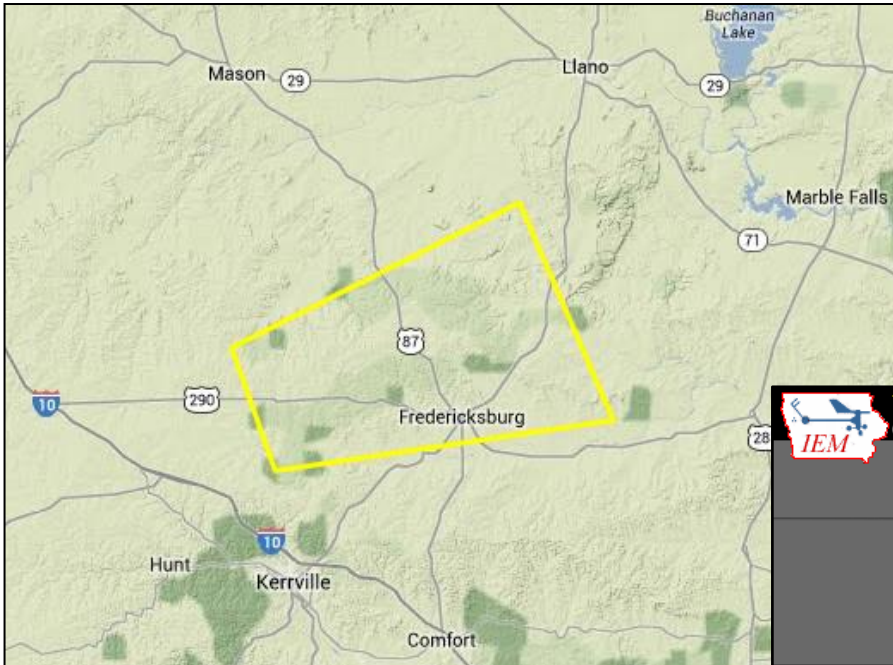 Buchanan
Lake
Mason
29
Llano
29
Marble Falls
71
87
290
10
Fredericksburg
28
IEM
10
Hunt
Kerrville
Comfort